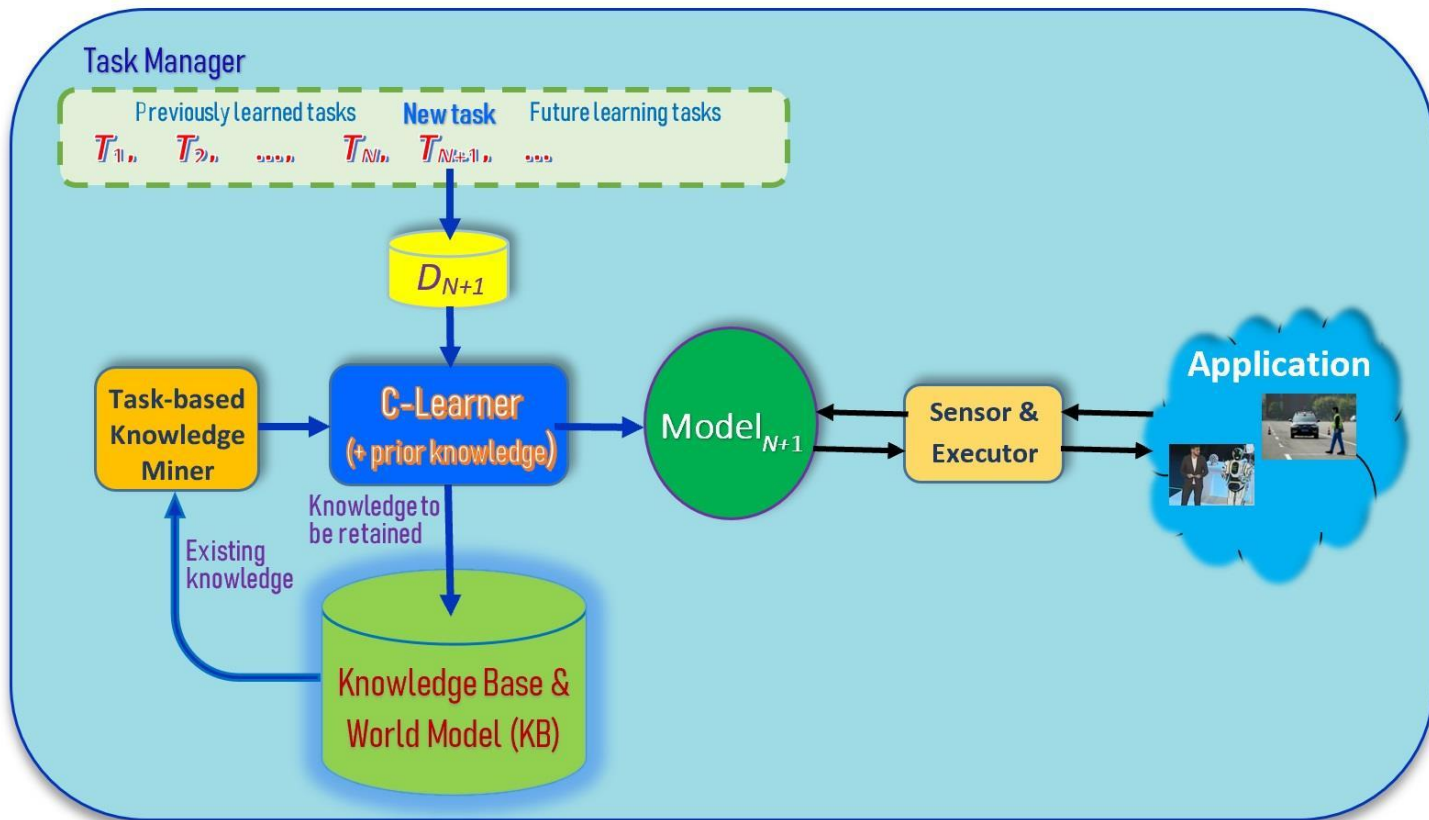 Task Manager
Previously learned tasks New task Future learning tasks
T1, T2, ..., TN, TN+1, ...
DN+1
Task-based
Knowledge
Miner
C-Learner
(+ prior knowledge)
ModelN+1
Sensor &
Executor
Application
Knowledge to
be retained
Existing
knowledge
Knowledge Base &
World Model (KB)